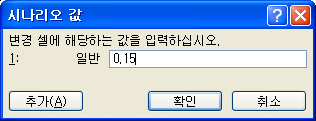 시나리오 값
변경 셀에 해당하는 값을 입력하십시오.
1: 일반 0.15
추가(A) 확인 취소